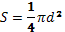 S = 1/4 πd²